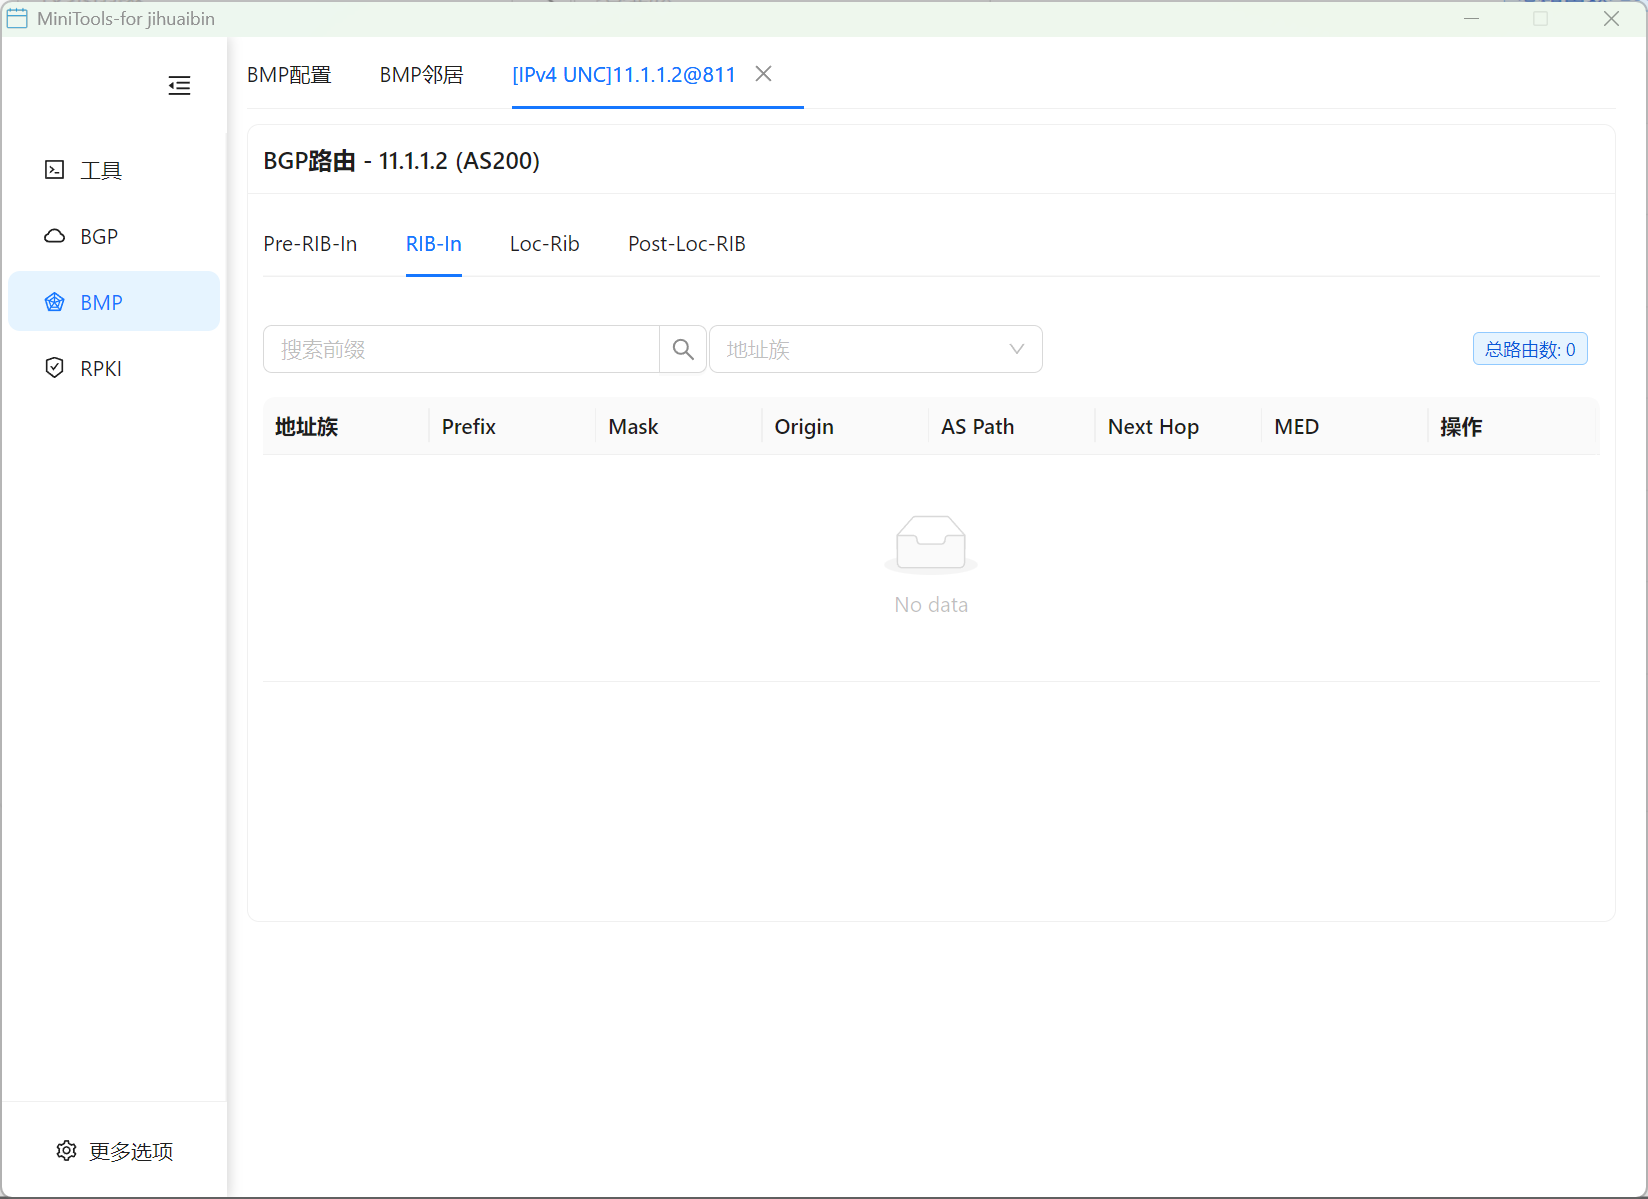 MiniTools-for jihuaibin
BMP配置
BMP邻居
[IPv4 UNC]11.1.1.2@811
工具
BGP
BMP
RPKI
更多选项
BGP路由 - 11.1.1.2 (AS200)
Pre-RIB-In
RIB-In
Loc-Rib
Post-Loc-RIB
搜索前缀
地址族
总路由数: 0
地址族
Prefix
Mask
Origin
AS Path
Next Hop
MED
操作
No data